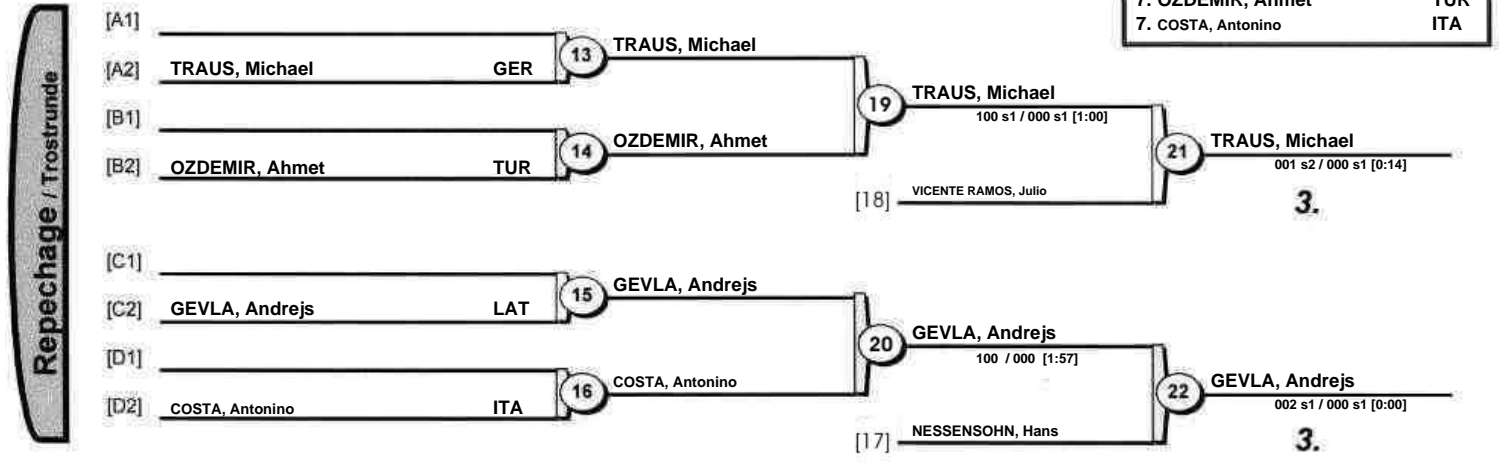 7. OZDEMIR, Ahmet TUR
7. COSTA, Antonino ITA
Repechage / Trostrunde
[A1]
[A2] TRAUS, Michael GER
13 TRAUS, Michael
[B1]
[B2] OZDEMIR, Ahmet TUR
14 OZDEMIR, Ahmet
19 TRAUS, Michael
100 s1 / 000 s1 [1:00]
[18] VICENTE RAMOS, Julio
21 TRAUS, Michael
001 s2 / 000 s1 [0:14]
3.
[C1]
[C2] GEVLA, Andrejs LAT
15 GEVLA, Andrejs
[D1]
[D2] COSTA, Antonino ITA
16 COSTA, Antonino
20 GEVLA, Andrejs
100 / 000 [1:57]
[17] NESSENSOHN, Hans
22 GEVLA, Andrejs
002 s1 / 000 s1 [0:00]
3.